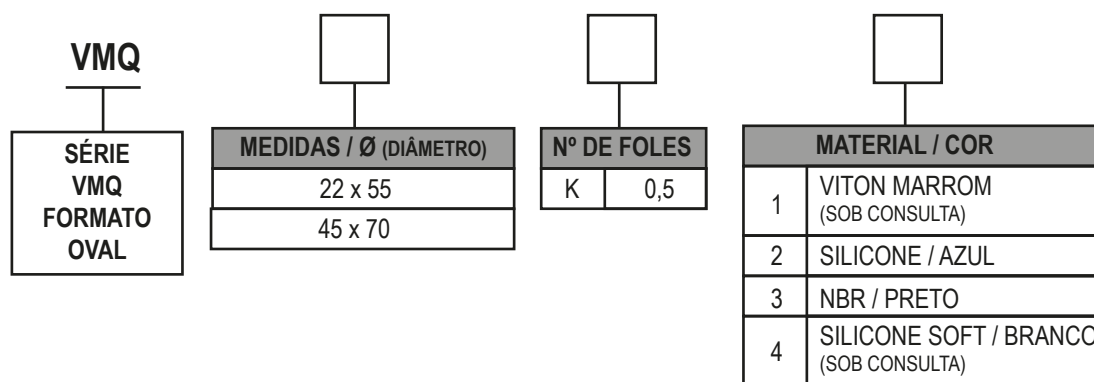 VMQ
SÉRIE
VMQ
FORMATO
OVAL
MEDIDAS / Ø (DIÂMETRO)
22 x 55
45 x 70
Nº DE FOLES
K 0,5
MATERIAL / COR
1 VITON MARROM
(SOB CONSULTA)
2 SILICONE / AZUL
3 NBR / PRETO
4 SILICONE SOFT / BRANCO
(SOB CONSULTA)